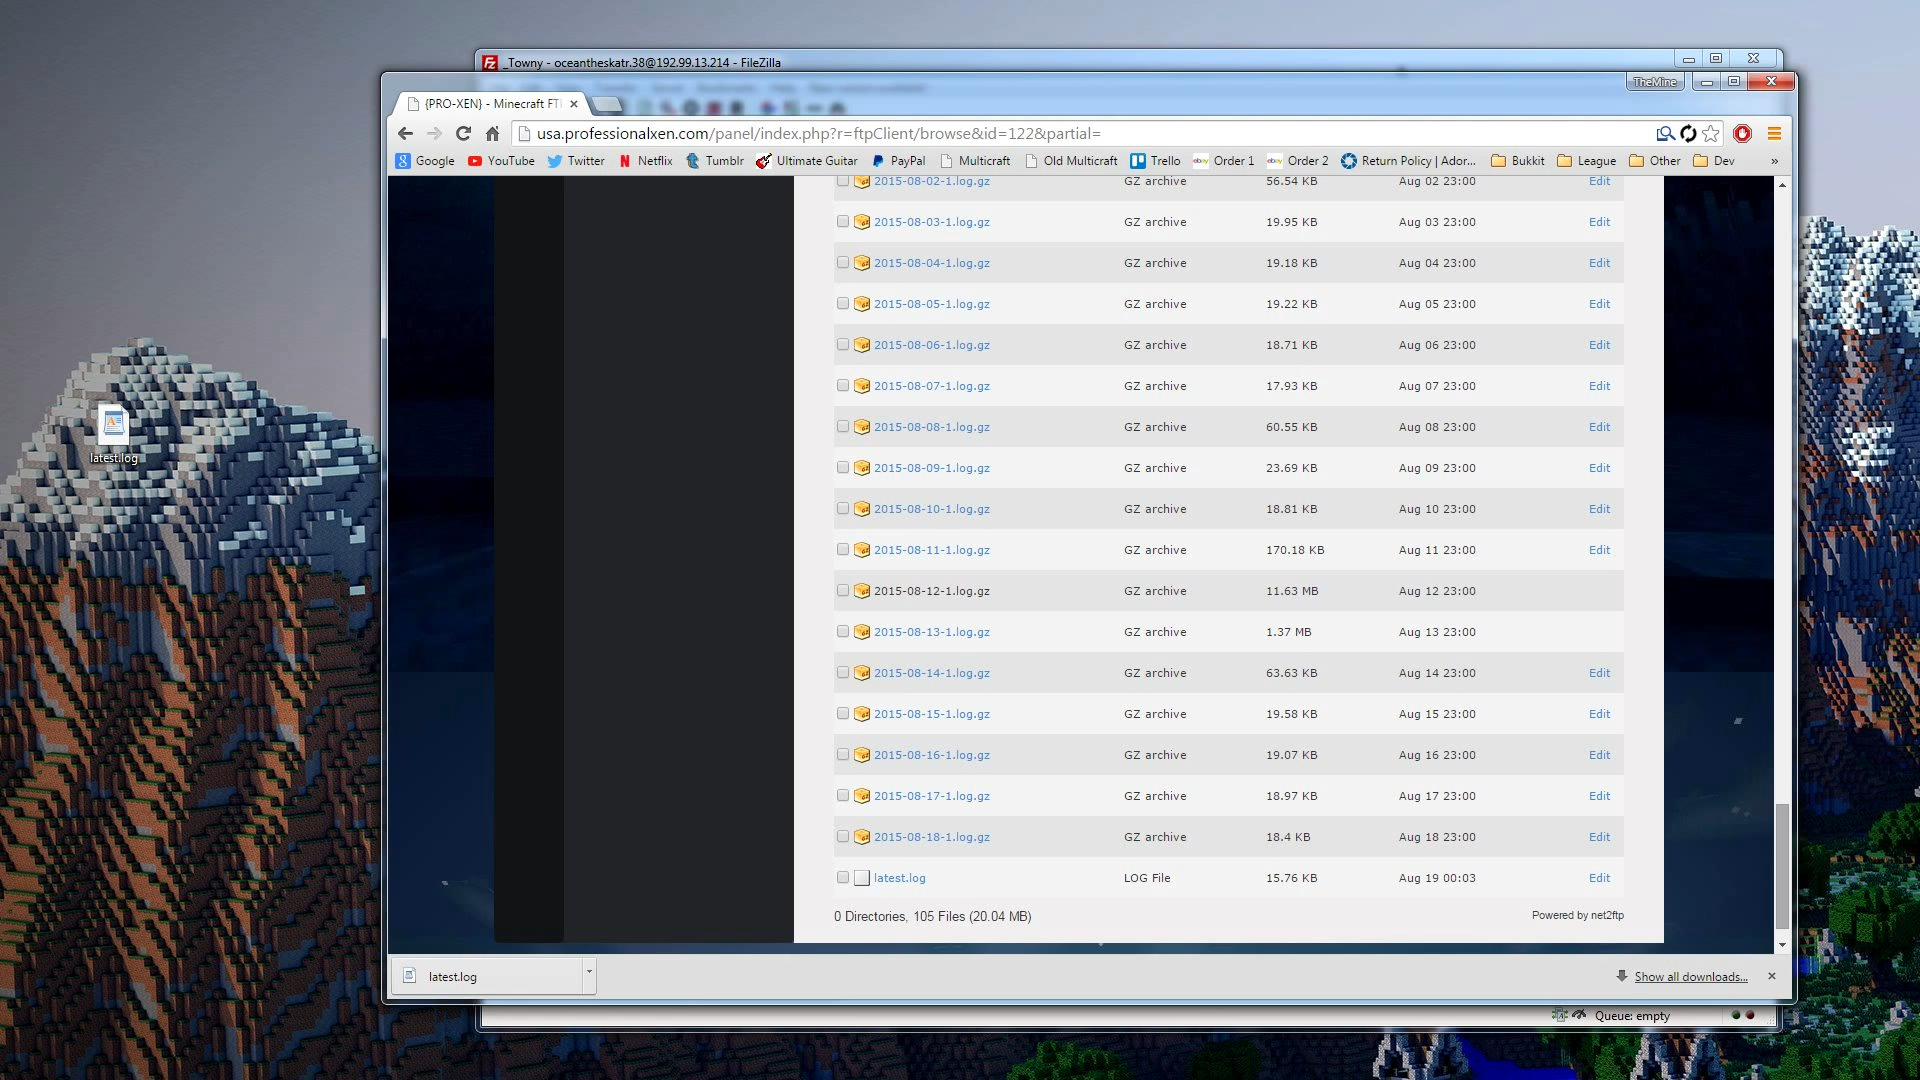 _Towny - oceantheskatr.38@192.99.13.214 - FileZilla
TheMine
{PRO-XEN} - Minecraft FTI
usa.professionalxen.com/panel/index.php?r=ftpClient/browse&id=122&partial=
Google YouTube Twitter Netflix Tumblr Ultimate Guitar PayPal Multicraft Old Multicraft Trello Order 1 Order 2 Return Policy | Ador... Bukkit League Other Dev »
2015-08-02-1.log.gz GZ archive 56.54 KB Aug 02 23:00 Edit
2015-08-03-1.log.gz GZ archive 19.95 KB Aug 03 23:00 Edit
2015-08-04-1.log.gz GZ archive 19.18 KB Aug 04 23:00 Edit
2015-08-05-1.log.gz GZ archive 19.22 KB Aug 05 23:00 Edit
2015-08-06-1.log.gz GZ archive 18.71 KB Aug 06 23:00 Edit
2015-08-07-1.log.gz GZ archive 17.93 KB Aug 07 23:00 Edit
2015-08-08-1.log.gz GZ archive 60.55 KB Aug 08 23:00 Edit
latest.log
2015-08-09-1.log.gz GZ archive 23.69 KB Aug 09 23:00 Edit
2015-08-10-1.log.gz GZ archive 18.81 KB Aug 10 23:00 Edit
2015-08-11-1.log.gz GZ archive 170.18 KB Aug 11 23:00 Edit
2015-08-12-1.log.gz GZ archive 11.63 MB Aug 12 23:00
2015-08-13-1.log.gz GZ archive 1.37 MB Aug 13 23:00
2015-08-14-1.log.gz GZ archive 63.63 KB Aug 14 23:00 Edit
2015-08-15-1.log.gz GZ archive 19.58 KB Aug 15 23:00 Edit
2015-08-16-1.log.gz GZ archive 19.07 KB Aug 16 23:00 Edit
2015-08-17-1.log.gz GZ archive 18.97 KB Aug 17 23:00 Edit
2015-08-18-1.log.gz GZ archive 18.4 KB Aug 18 23:00 Edit
latest.log LOG File 15.76 KB Aug 19 00:03 Edit
0 Directories, 105 Files (20.04 MB) Powered by net2ftp
latest.log Show all downloads...
Queue: empty